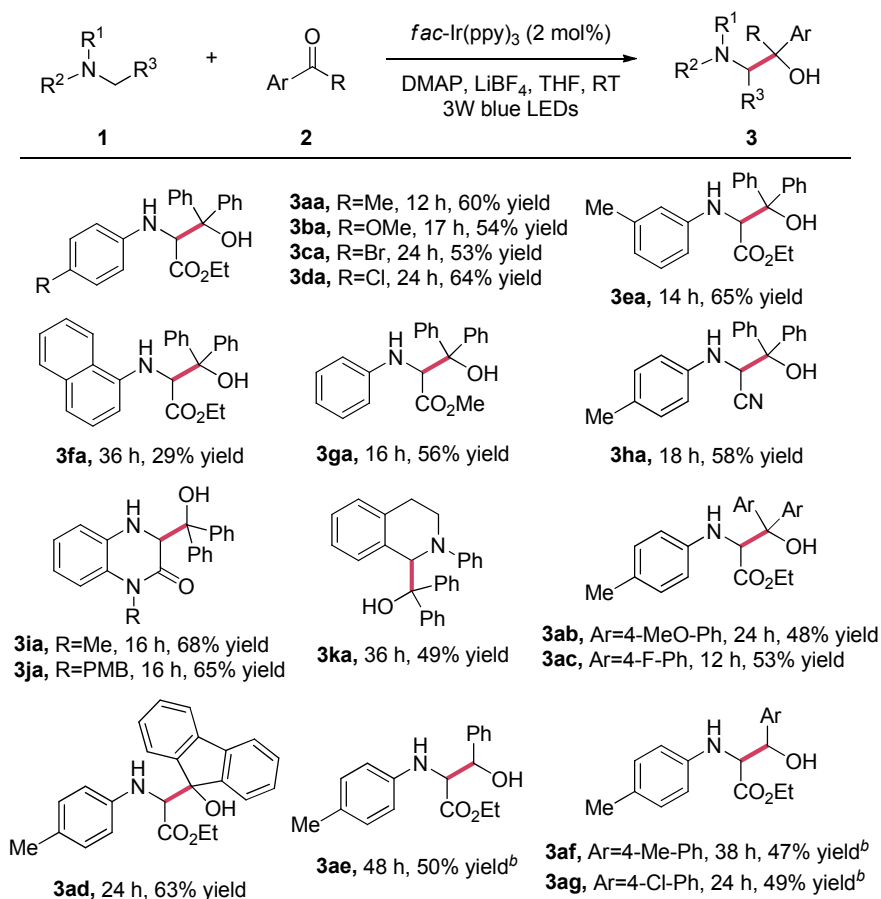 R¹
R²
N
R³
1
+
O
Ar
R
2
fac-Ir(ppy)₃ (2 mol%)
DMAP, LiBF₄, THF, RT
3W blue LEDs
R¹
R
Ar
N
R²
OH
R³
3
H
N
Ph
Ph
OH
CO₂Et
R
3aa, R=Me, 12 h, 60% yield
3ba, R=OMe, 17 h, 54% yield
3ca, R=Br, 24 h, 53% yield
3da, R=Cl, 24 h, 64% yield
Me
H
N
Ph
Ph
OH
CO₂Et
3ea, 14 h, 65% yield
H
N
Ph
Ph
OH
CO₂Et
3fa, 36 h, 29% yield
H
N
Ph
Ph
OH
CO₂Me
3ga, 16 h, 56% yield
H
N
Ph
Ph
OH
CN
Me
3ha, 18 h, 58% yield
H
N
OH
Ph
Ph
O
N
R
3ia, R=Me, 16 h, 68% yield
3ja, R=PMB, 16 h, 65% yield
N
Ph
Ph
HO
Ph
3ka, 36 h, 49% yield
H
N
Ar
Ar
OH
CO₂Et
Me
3ab, Ar=4-MeO-Ph, 24 h, 48% yield
3ac, Ar=4-F-Ph, 12 h, 53% yield
H
N
OH
CO₂Et
Me
3ad, 24 h, 63% yield
H
N
Ph
OH
CO₂Et
Me
3ae, 48 h, 50% yieldᵇ
H
N
Ar
OH
CO₂Et
Me
3af, Ar=4-Me-Ph, 38 h, 47% yieldᵇ
3ag, Ar=4-Cl-Ph, 24 h, 49% yieldᵇ